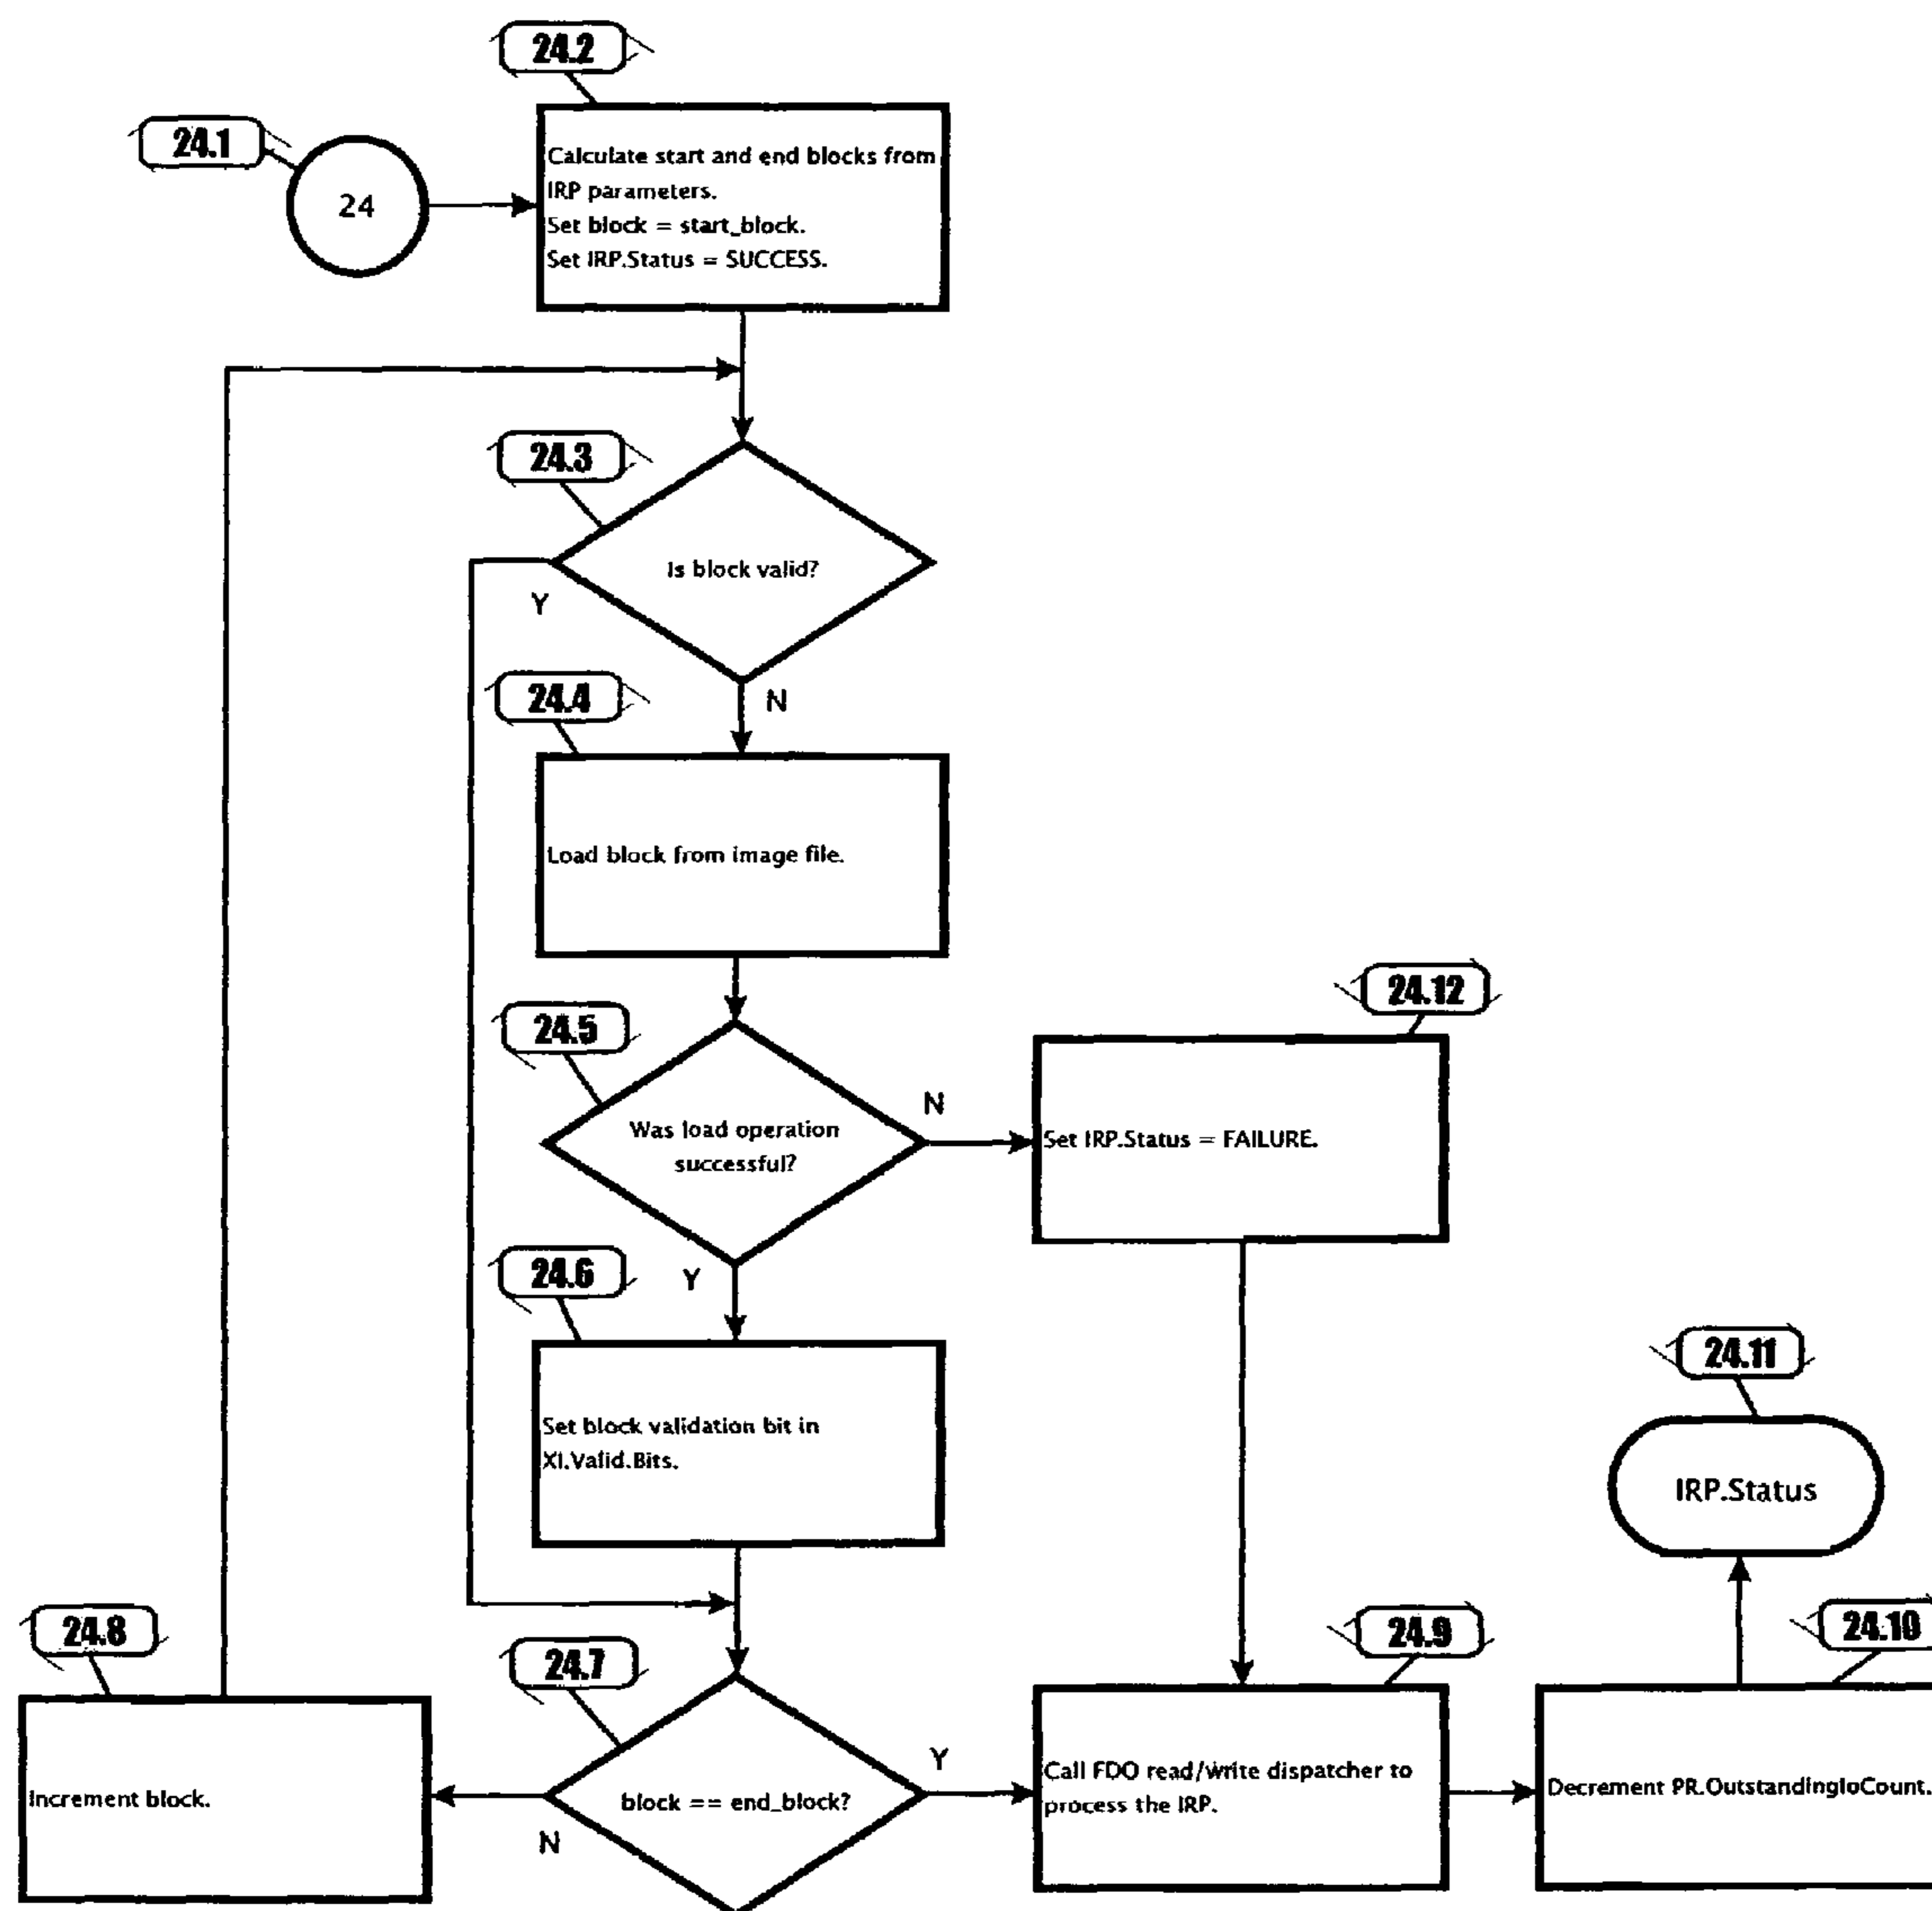 24.2
24.1
24
Calculate start and end blocks from
IRP parameters.
Set block = start_block.
Set IRP.Status = SUCCESS.
24.3
Is block valid?
Y
N
24.4
Load block from image file.
24.5
Was load operation
successful?
N
Y
24.12
Set IRP.Status = FAILURE.
24.6
Set block validation bit in
XI.Valid.Bits.
24.11
IRP.Status
24.8
Increment block.
24.7
block == end_block?
N
Y
24.9
Call FDO read/write dispatcher to
process the IRP.
24.10
Decrement PR.OutstandingIoCount.